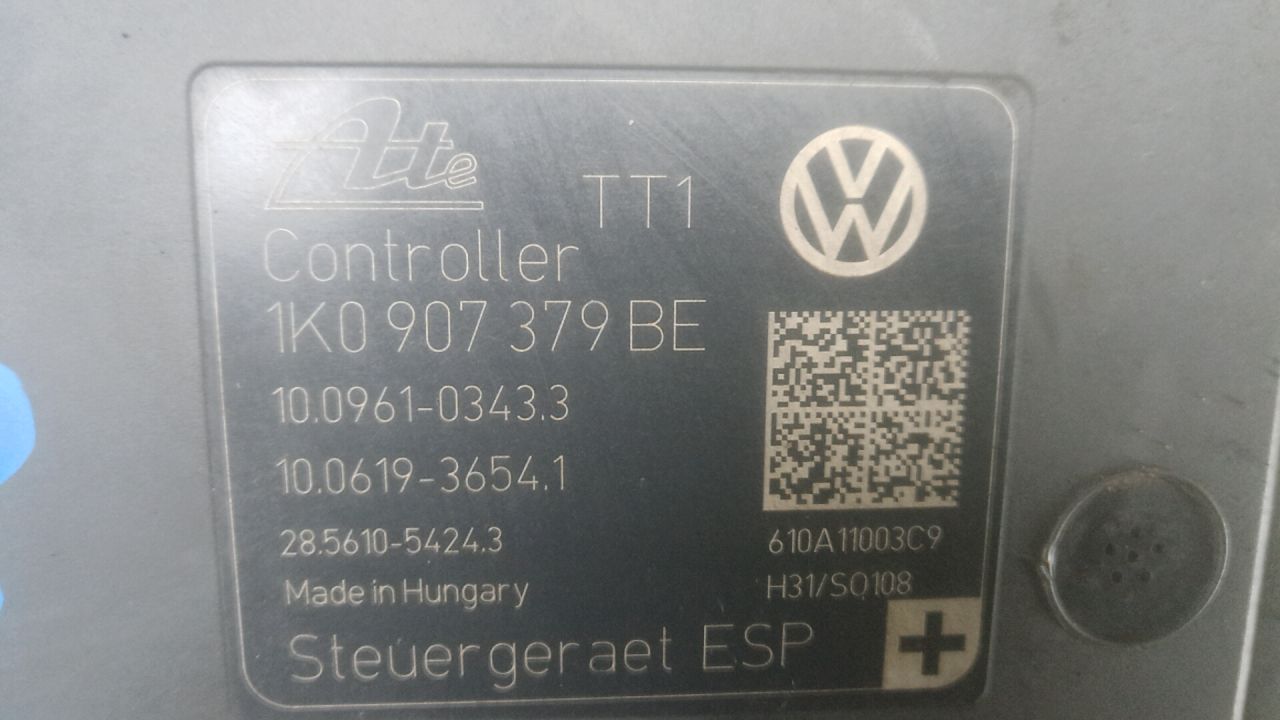 Ate
TT1
Controller
1K0 907 379 BE
10.0961-0343.3
10.0619-3654.1
28.5610-5424.3
610A11003C9
Made in Hungary
H31/SO108
Steuergeraet ESP